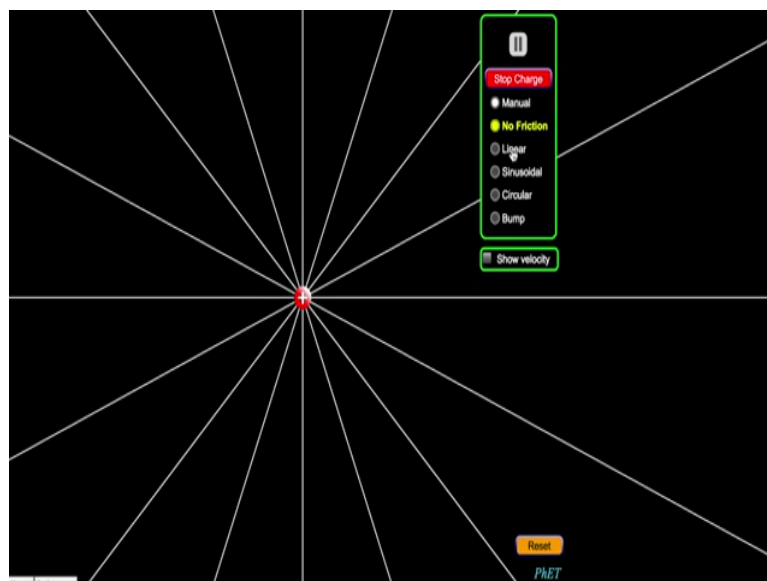 Stop Charge
Manual
No Friction
Linear
Sinusoidal
Circular
Bump
Show velocity
Reset
PhET